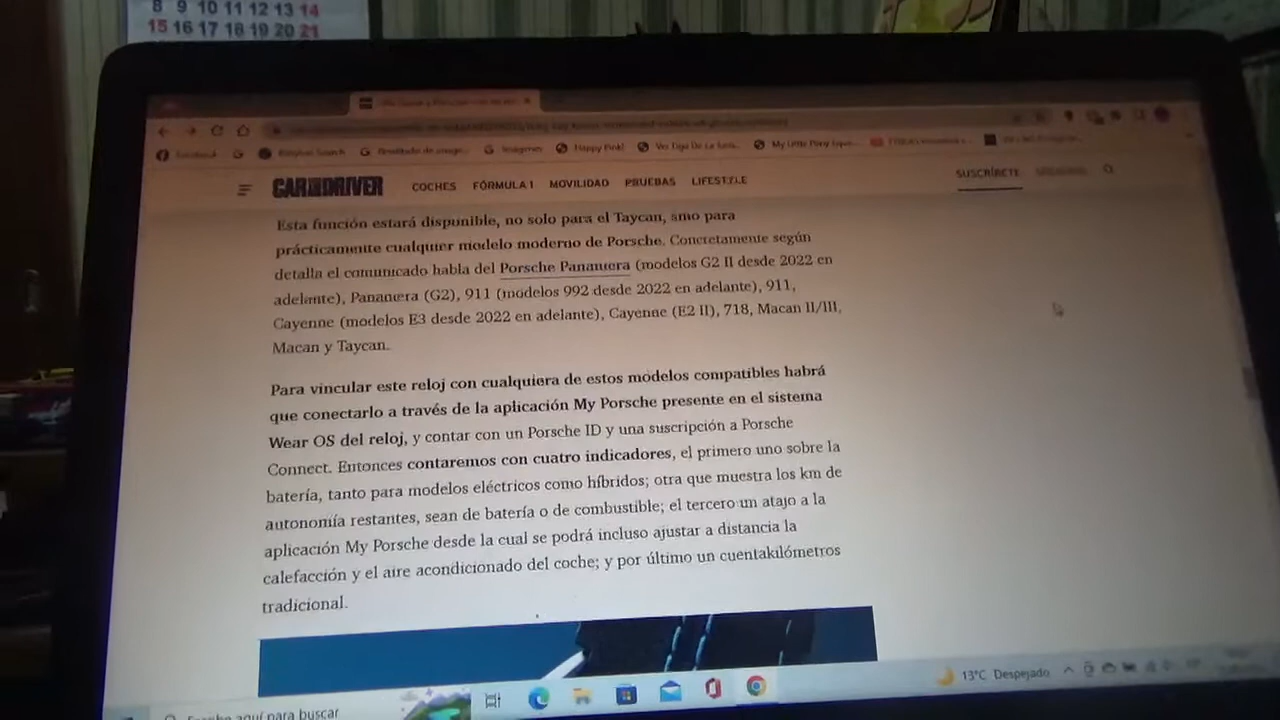 8 9 10 11 12 13 14
15 16 17 18 19 20 21
Facebook
Happy Pink!
CAR AND DRIVER COCHES FÓRMULA 1 MOVILIDAD PRUEBAS LIFESTYLE SUSCRÍBETE
Esta función estará disponible, no solo para el Taycan, sino para
prácticamente cualquier modelo moderno de Porsche. Concretamente según
detalla el comunicado habla del Porsche Panamera (modelos G2 II desde 2022 en
adelante), Panamera (G2), 911 (modelos 992 desde 2022 en adelante), 911,
Cayenne (modelos E3 desde 2022 en adelante), Cayenne (E2 II), 718, Macan II/III,
Macan y Taycan.
Para vincular este reloj con cualquiera de estos modelos compatibles habrá
que conectarlo a través de la aplicación My Porsche presente en el sistema
Wear OS del reloj, y contar con un Porsche ID y una suscripción a Porsche
Connect. Entonces contaremos con cuatro indicadores, el primero uno sobre la
batería, tanto para modelos eléctricos como híbridos; otra que muestra los km de
autonomía restantes, sean de batería o de combustible; el tercero un atajo a la
aplicación My Porsche desde la cual se podrá incluso ajustar a distancia la
calefacción y el aire acondicionado del coche; y por último un cuentakilómetros
tradicional.
Escribe aquí para buscar
13°C Despejado